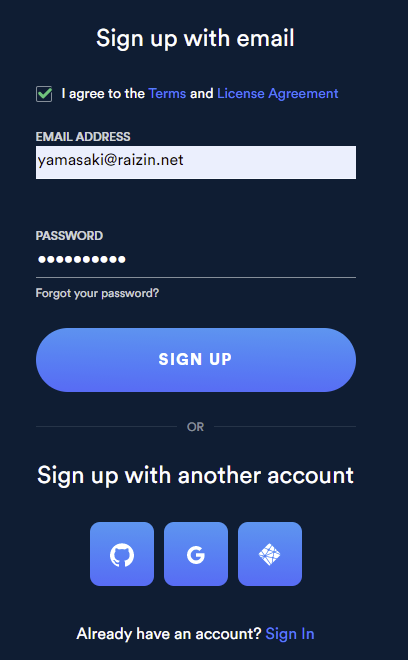 Sign up with email
I agree to the Terms and License Agreement
EMAIL ADDRESS
yamasaki@raizin.net
PASSWORD
••••••••••
Forgot your password?
SIGN UP
OR
Sign up with another account
G
Already have an account? Sign In